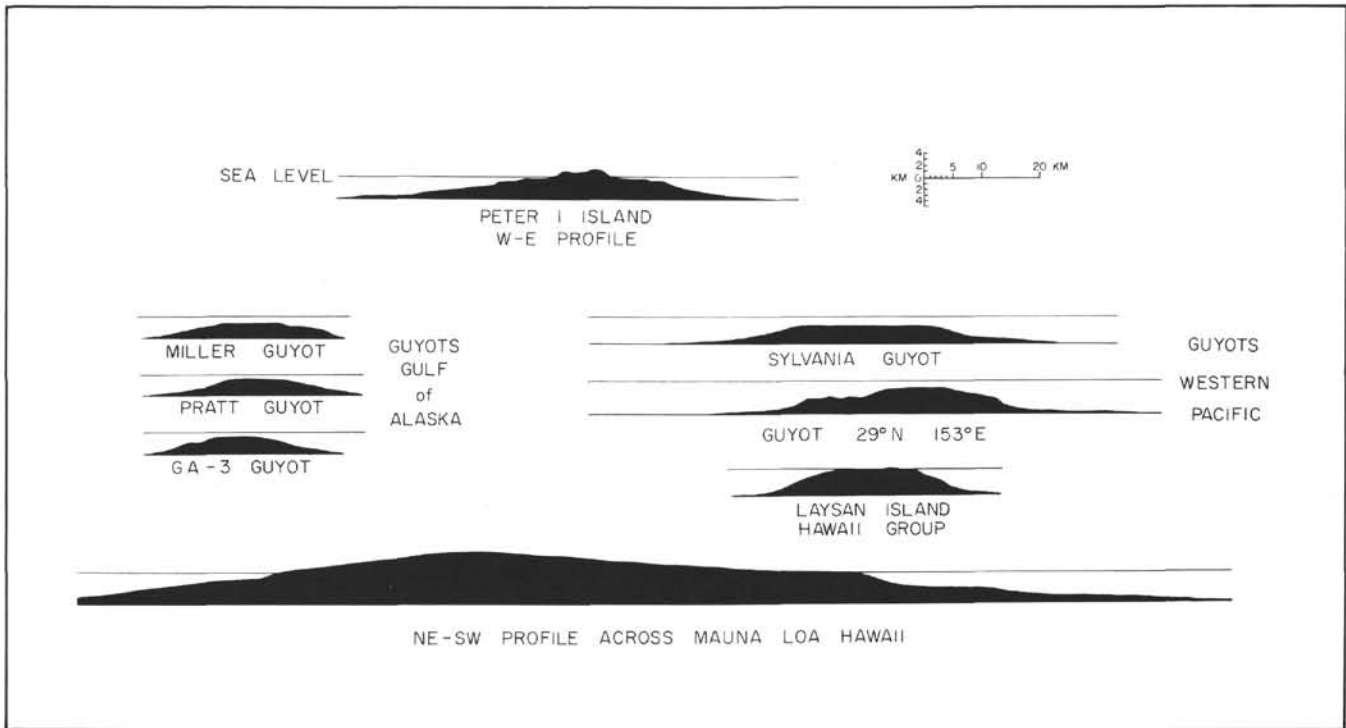 SEA LEVEL
PETER I ISLAND
W-E PROFILE
4
2
KM 0
2
4
5 10 20 KM
MILLER GUYOT
PRATT GUYOT
GA-3 GUYOT
GUYOTS
GULF
of
ALASKA
SYLVANIA GUYOT
GUYOT 29° N 153° E
LAYSAN ISLAND
HAWAII GROUP
GUYOTS
WESTERN
PACIFIC
NE-SW PROFILE ACROSS MAUNA LOA HAWAII